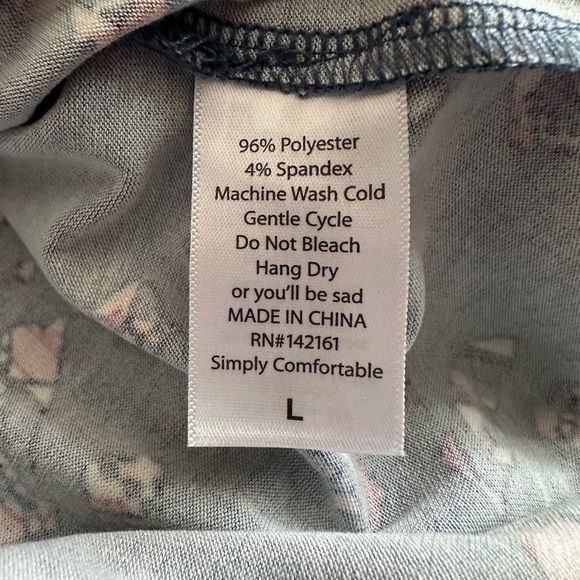 96% Polyester
4% Spandex
Machine Wash Cold
Gentle Cycle
Do Not Bleach
Hang Dry
or you'll be sad
MADE IN CHINA
RN#142161
Simply Comfortable
L